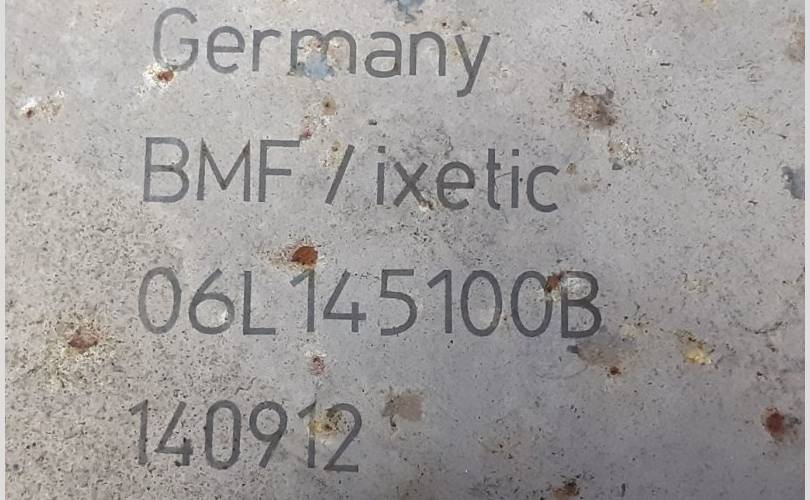 Germany
BMF / ixetic
06L145100B
140912